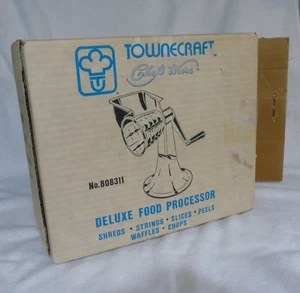 TOWNECRAFT
Chef's Ware
No. 808311
DELUXE FOOD PROCESSOR
SHREDS · STRINGS · SLICES · PEELS
WAFFLES · CHOPS